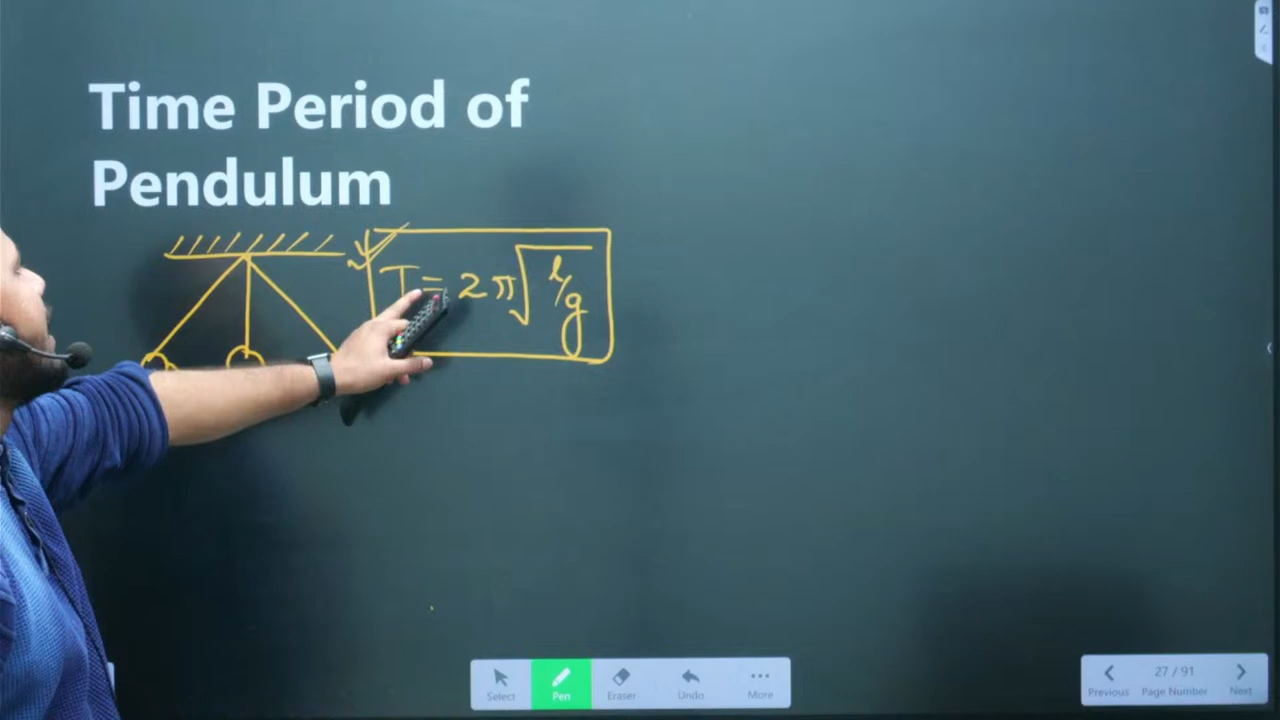 Time Period of
Pendulum
T = 2π√l/g
Select
Pen
Eraser
Undo
More
Previous
27 / 91
Page Number
Next